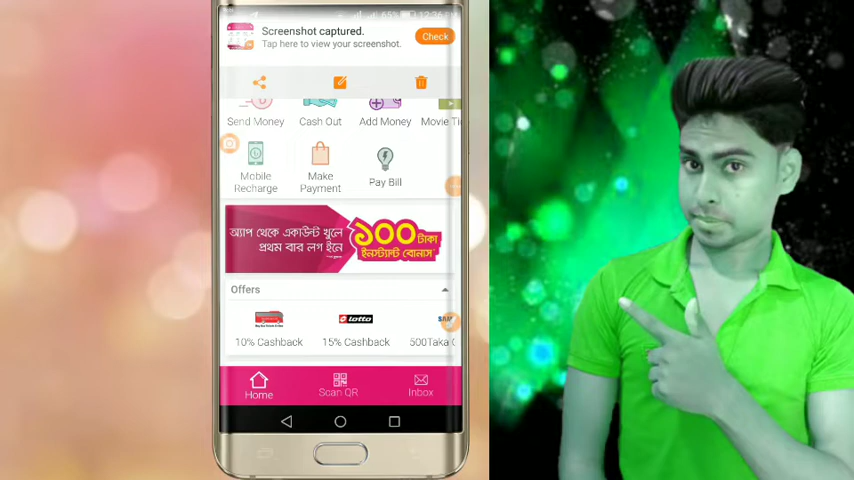 Screenshot captured.
Tap here to view your screenshot.
Check
Send Money
Cash Out
Add Money
Movie
Mobile
Recharge
Make
Payment
Pay Bill
অ্যাপ থেকে একাউন্ট খুলে
প্রথম বার লগ ইনে
১০০ টাকা
ইনস্ট্যান্ট বোনাস
Offers
lotto
10% Cashback
15% Cashback
500Taka
Home
Scan QR
Inbox